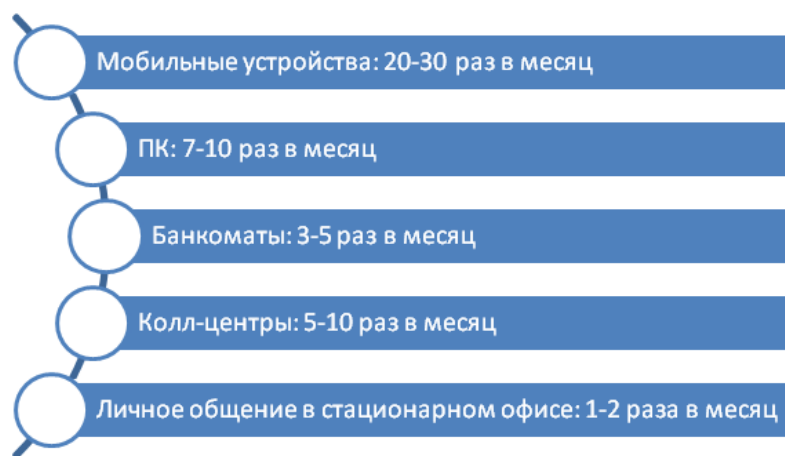 Мобильные устройства: 20-30 раз в месяц
ПК: 7-10 раз в месяц
Банкоматы: 3-5 раз в месяц
Колл-центры: 5-10 раз в месяц
Личное общение в стационарном офисе: 1-2 раза в месяц